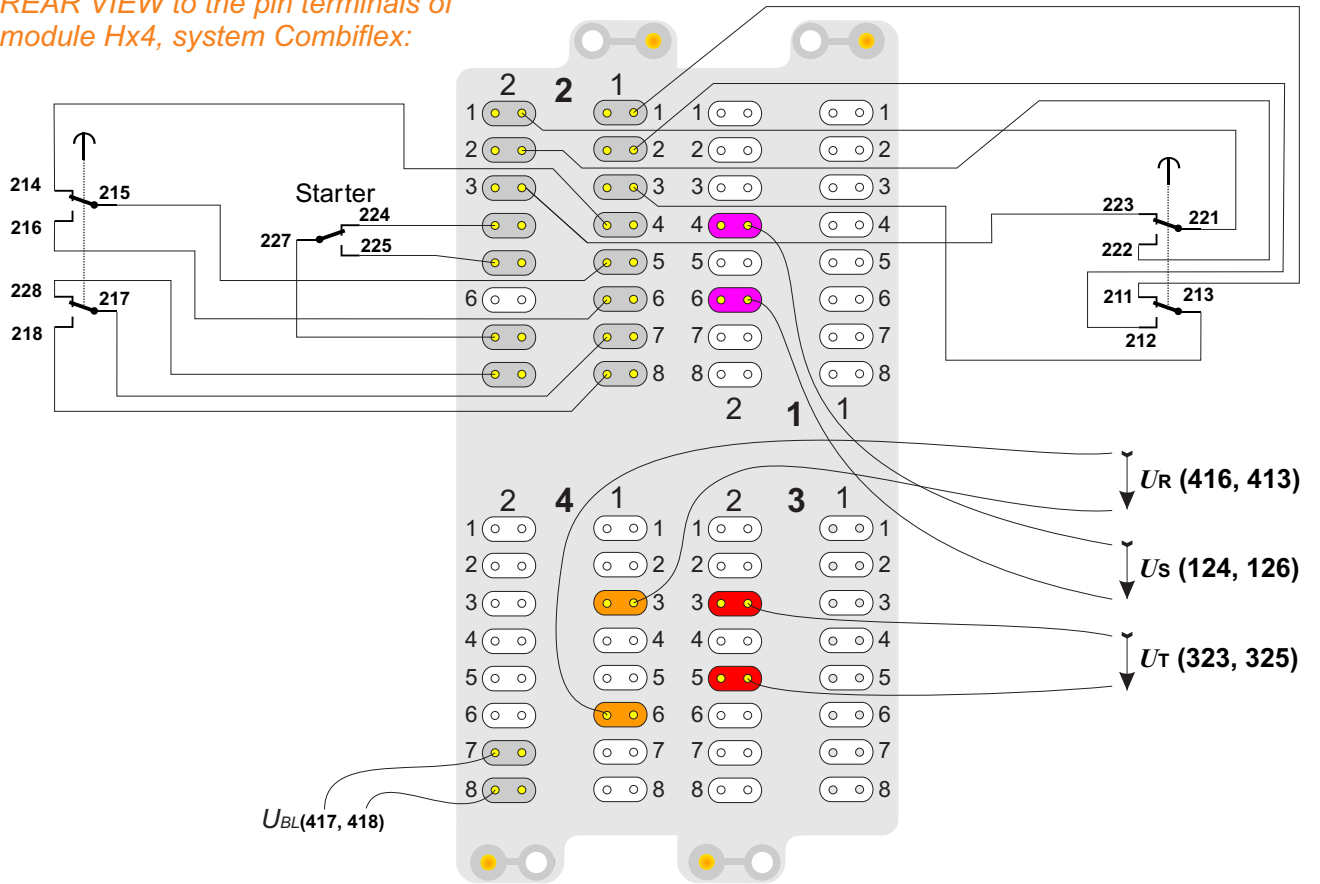 REAR VIEW to the pin terminals of
module Hx4, system Combiflex:
2 2 1
1 1 1 1
2 2 2 2
3 3 3 3
4 4 4
5 5 5
6 6 6 6
7 7 7
8 8 8
2 1 1
214
215
216
228
217
218
Starter
224
227
225
223
221
222
211
213
212
4
2 1
3
2 1
1 1 1 1
2 2 2 2
3 3 3 3
4 4 4 4
5 5 5 5
6 6 6 6
7 7 7 7
8 8 8 8
UR (416, 413)
US (124, 126)
UT (323, 325)
UBL(417, 418)